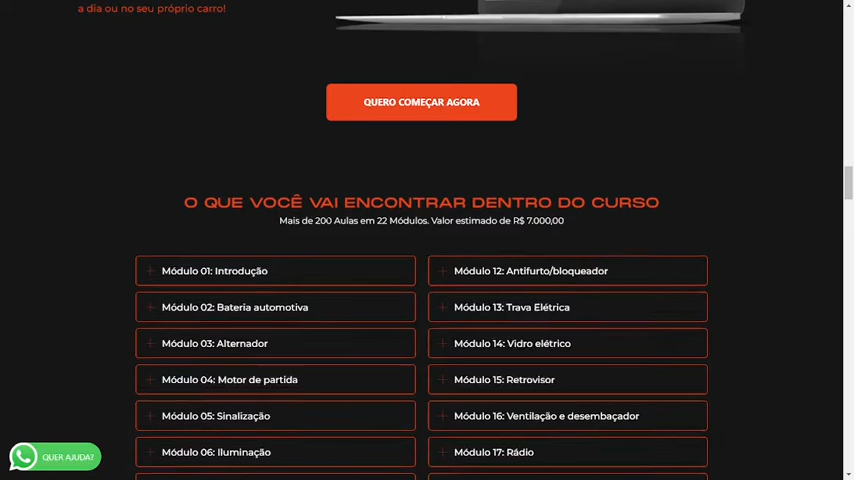 a dia ou no seu próprio carro!
QUERO COMEÇAR AGORA
O QUE VOCÊ VAI ENCONTRAR DENTRO DO CURSO
Mais de 200 Aulas em 22 Módulos. Valor estimado de R$ 7.000,00
Módulo 01: Introdução
Módulo 02: Bateria automotiva
Módulo 03: Alternador
Módulo 04: Motor de partida
Módulo 05: Sinalização
Módulo 06: Iluminação
Módulo 12: Antifurto/bloqueador
Módulo 13: Trava Elétrica
Módulo 14: Vidro elétrico
Módulo 15: Retrovisor
Módulo 16: Ventilação e desembaçador
Módulo 17: Rádio
QUER AJUDA?